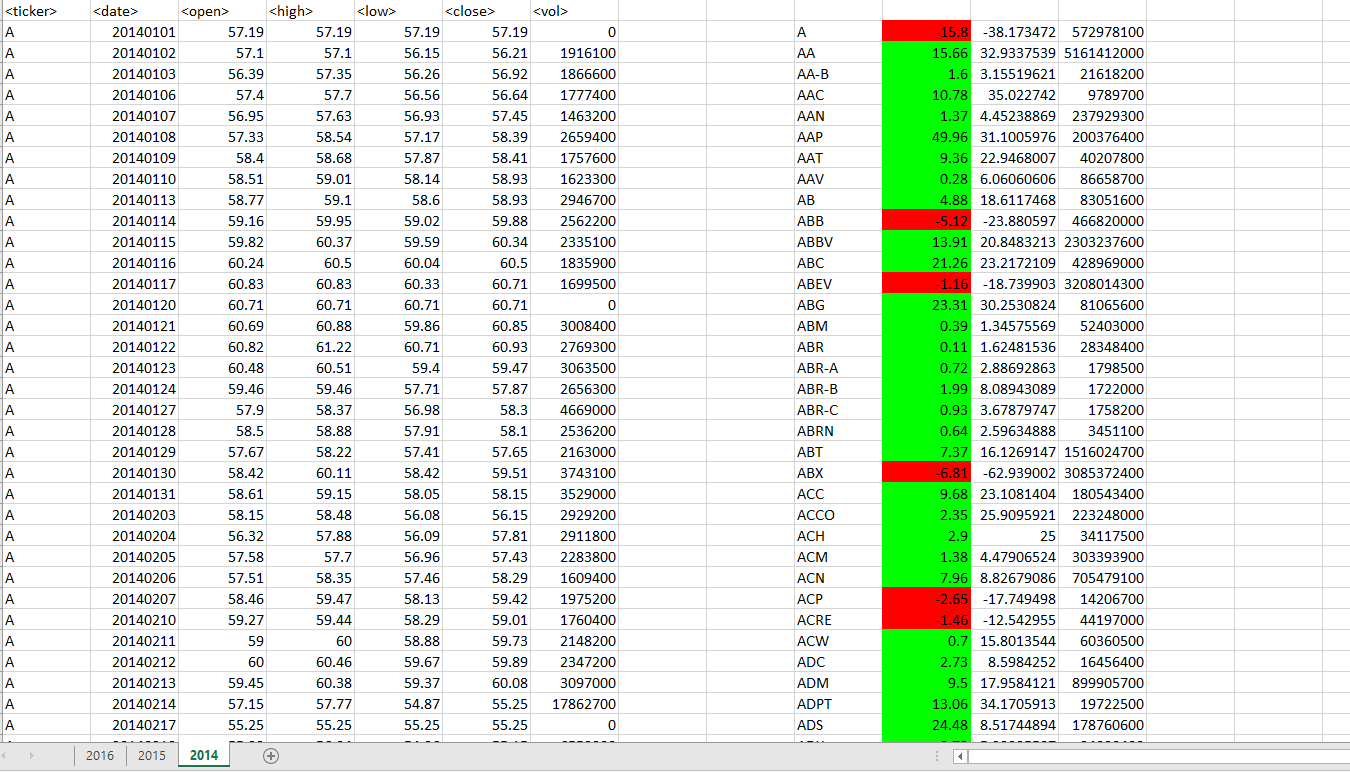 <ticker> <date> <open> <high> <low> <close> <vol>
A 20140101 57.19 57.19 57.19 57.19 0 A -15.8 -38.173472 572978100
A 20140102 57.1 57.1 56.15 56.21 1916100 AA 15.66 32.9337539 5161412000
A 20140103 56.39 57.35 56.26 56.92 1866600 AA-B 1.6 3.15519621 21618200
A 20140106 57.4 57.7 56.56 56.64 1777400 AAC 10.78 35.022742 9789700
A 20140107 56.95 57.63 56.93 57.45 1463200 AAN 1.37 4.45238869 237929300
A 20140108 57.33 58.54 57.17 58.39 2659400 AAP 49.96 31.1005976 200376400
A 20140109 58.4 58.68 57.87 58.41 1757600 AAT 9.36 22.9468007 40207800
A 20140110 58.51 59.01 58.14 58.93 1623300 AAV 0.28 6.06060606 86658700
A 20140113 58.77 59.1 58.6 58.93 2946700 AB 4.88 18.6117468 83051600
A 20140114 59.16 59.95 59.02 59.88 2562200 ABB -5.12 -23.880597 466820000
A 20140115 59.82 60.37 59.59 60.34 2335100 ABBV 13.91 20.8483213 2303237600
A 20140116 60.24 60.5 60.04 60.5 1835900 ABC 21.26 23.2172109 428969000
A 20140117 60.83 60.83 60.33 60.71 1699500 ABEV -1.16 -18.739903 3208014300
A 20140120 60.71 60.71 60.71 60.71 0 ABG 23.31 30.2530824 81065600
A 20140121 60.69 60.88 59.86 60.85 3008400 ABM 0.39 1.34575569 52403000
A 20140122 60.82 61.22 60.71 60.93 2769300 ABR 0.11 1.62481536 28348400
A 20140123 60.48 60.51 59.4 59.47 3063500 ABR-A 0.72 2.88692863 1798500
A 20140124 59.46 59.46 57.71 57.87 2656300 ABR-B 1.99 8.08943089 1722000
A 20140127 57.9 58.37 56.98 58.3 4669000 ABR-C 0.93 3.67879747 1758200
A 20140128 58.5 58.88 57.91 58.1 2536200 ABRN 0.64 2.59634888 3451100
A 20140129 57.67 58.22 57.41 57.65 2163000 ABT 7.37 16.1269147 1516024700
A 20140130 58.42 60.11 58.42 59.51 3743100 ABX -6.81 -62.939002 3085372400
A 20140131 58.61 59.15 58.05 58.15 3529000 ACC 9.68 23.1081404 180543400
A 20140203 58.15 58.48 56.08 56.15 2929200 ACCO 2.35 25.9095921 223248000
A 20140204 56.32 57.88 56.09 57.81 2911800 ACH 2.9 25 34117500
A 20140205 57.58 57.7 56.96 57.43 2283800 ACM 1.38 4.47906524 303393900
A 20140206 57.51 58.35 57.46 58.29 1609400 ACN 7.96 8.82679086 705479100
A 20140207 58.46 59.47 58.13 59.42 1975200 ACP -2.65 -17.749498 14206700
A 20140210 59.27 59.44 58.29 59.01 1760400 ACRE -1.46 -12.542955 44197000
A 20140211 59 60 58.88 59.73 2148200 ACW 0.7 15.8013544 60360500
A 20140212 60 60.46 59.67 59.89 2347200 ADC 2.73 8.5984252 16456400
A 20140213 59.45 60.38 59.37 60.08 3097000 ADM 9.5 17.9584121 899905700
A 20140214 57.15 57.77 54.87 55.25 17862700 ADPT 13.06 34.1705913 19722500
A 20140217 55.25 55.25 55.25 55.25 0 ADS 24.48 8.51744894 178760600
2016 2015 2014